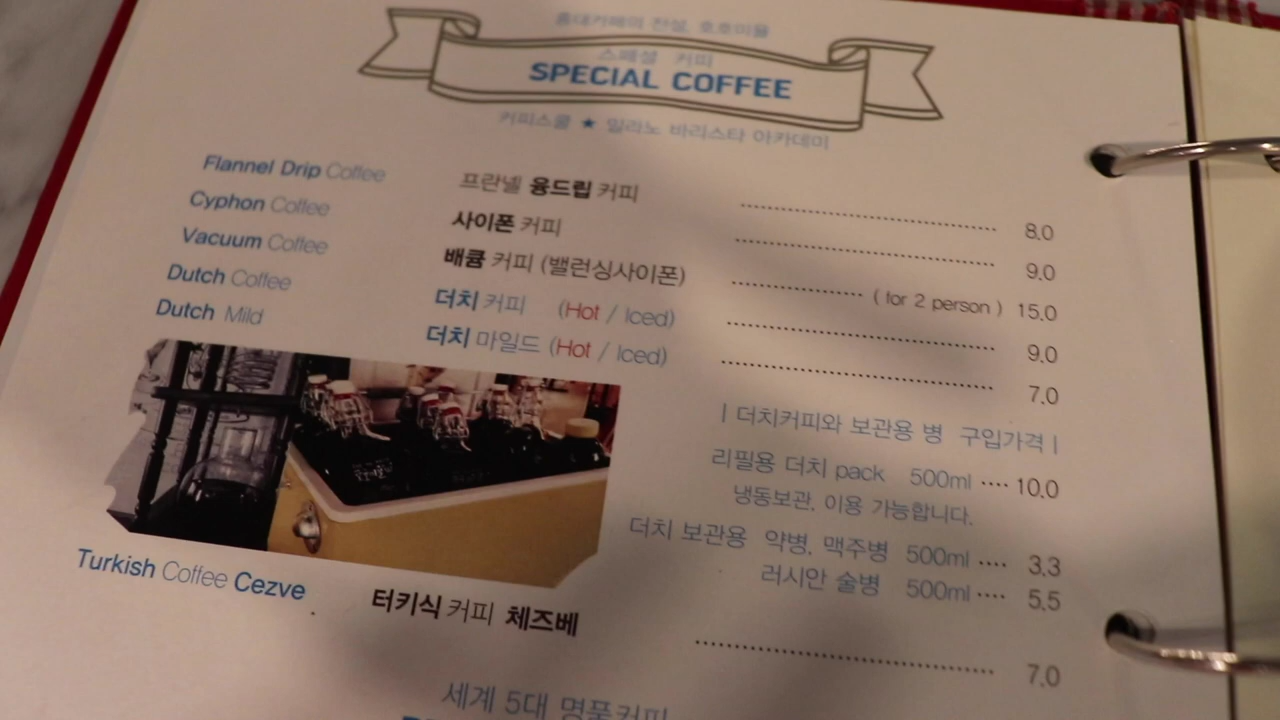 홍대카페의 전설, 호호미욜
스페셜 커피
SPECIAL COFFEE
커피스쿨 ★ 밀라노 바리스타 아카데미
Flannel Drip Coffee 프란넬 융드립 커피 8.0
Cyphon Coffee 사이폰 커피 9.0
Vacuum Coffee 배큠 커피 (밸런싱사이폰) ( for 2 person ) 15.0
Dutch Coffee 더치 커피 (Hot / Iced) 9.0
Dutch Mild 더치 마일드 (Hot / Iced) 7.0
| 더치커피와 보관용 병 구입가격 |
리필용 더치 pack 500ml ···· 10.0
냉동보관, 이용 가능합니다.
더치 보관용 약병, 맥주병 500ml ···· 3.3
러시안 술병 500ml ···· 5.5
Turkish Coffee Cezve 터키식 커피 체즈베 7.0
세계 5대 명품커피